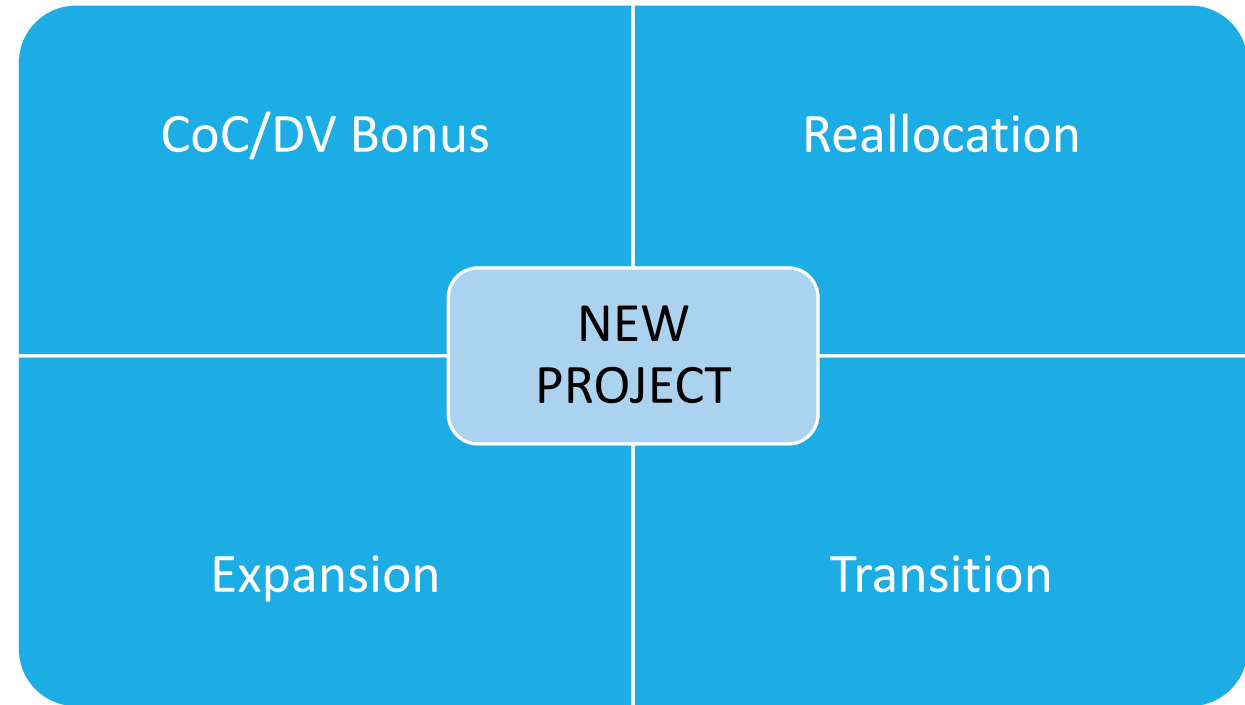 CoC/DV Bonus
Reallocation
NEW
PROJECT
Expansion
Transition